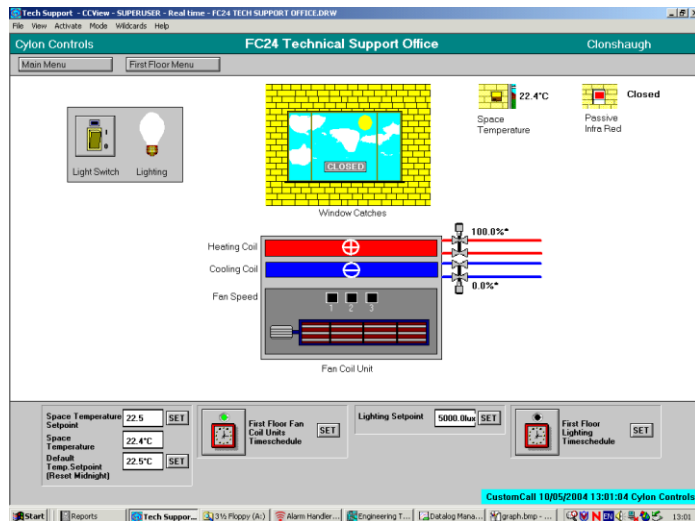 Tech Support - CCView - SUPERUSER - Real time - FC24 TECH SUPPORT OFFICE.DRW
File View Activate Mode Wildcards Help
Cylon Controls FC24 Technical Support Office Clonshaugh
Main Menu First Floor Menu
22.4°C Closed
Space Temperature
Passive Infra Red
CLOSED
Light Switch Lighting
Window Catches
100.0%*
Heating Coil
Cooling Coil
0.0%*
Fan Speed
1 2 3
Fan Coil Unit
Space Temperature Setpoint 22.5 SET
Space Temperature 22.4°C
Default Temp.Setpoint (Reset Midnight) 22.5°C SET
First Floor Fan Coil Units Timeschedule SET
Lighting Setpoint 5000.0lux SET
First Floor Lighting Timeschedule SET
CustomCall 10/05/2004 13:01:04 Cylon Controls
Start Reports Tech Suppor... 3½ Floppy (A:) Alarm Handler... Engineering T... Datalog Mana... graph.bmp - ... EN 13:01